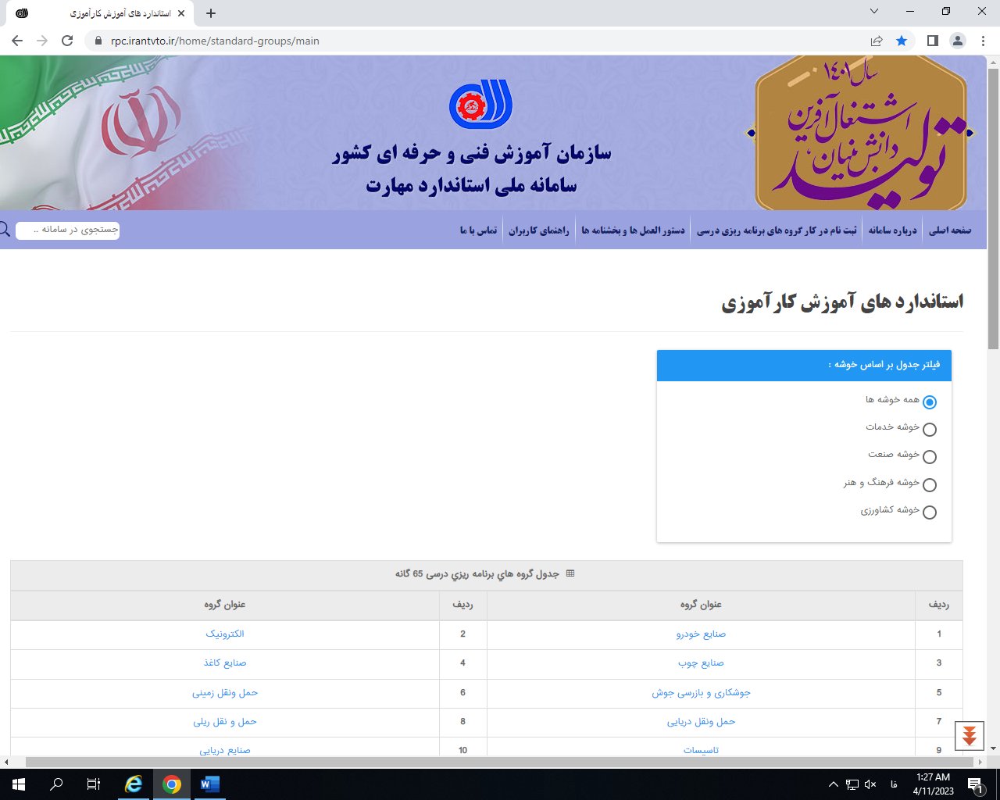 استاندارد های آموزش کارآموزی
rpc.irantvto.ir/home/standard-groups/main
سال ۱۴۰۱
تولید
دانش بنیان،
اشتغال آفرین
سازمان آموزش فنی و حرفه ای کشور
سامانه ملی استاندارد مهارت
صفحه اصلی
درباره سامانه
ثبت نام در کار گروه های برنامه ریزی درسی
دستور العمل ها و بخشنامه ها
راهنمای کاربران
تماس با ما
جستجوی در سامانه ..
استاندارد های آموزش کارآموزی
فیلتر جدول بر اساس خوشه :
همه خوشه ها
خوشه خدمات
خوشه صنعت
خوشه فرهنگ و هنر
خوشه کشاورزی
جدول گروه هاي برنامه ريزي درسی 65 گانه
ردیف عنوان گروه ردیف عنوان گروه
1 صنایع خودرو 2 الکترونیک
3 صنایع چوب 4 صنایع کاغذ
5 جوشکاری و بازرسی جوش 6 حمل ونقل زمینی
7 حمل ونقل دریایی 8 حمل و نقل ریلی
9 تاسیسات 10 صنایع دریایی
فا
1:27 AM
4/11/2023
1